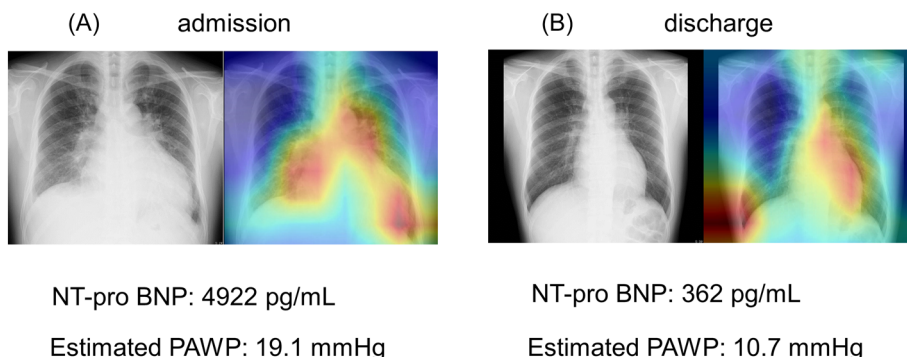 (A) admission
(B) discharge
NT-pro BNP: 4922 pg/mL
NT-pro BNP: 362 pg/mL
Estimated PAWP: 19.1 mmHg
Estimated PAWP: 10.7 mmHg